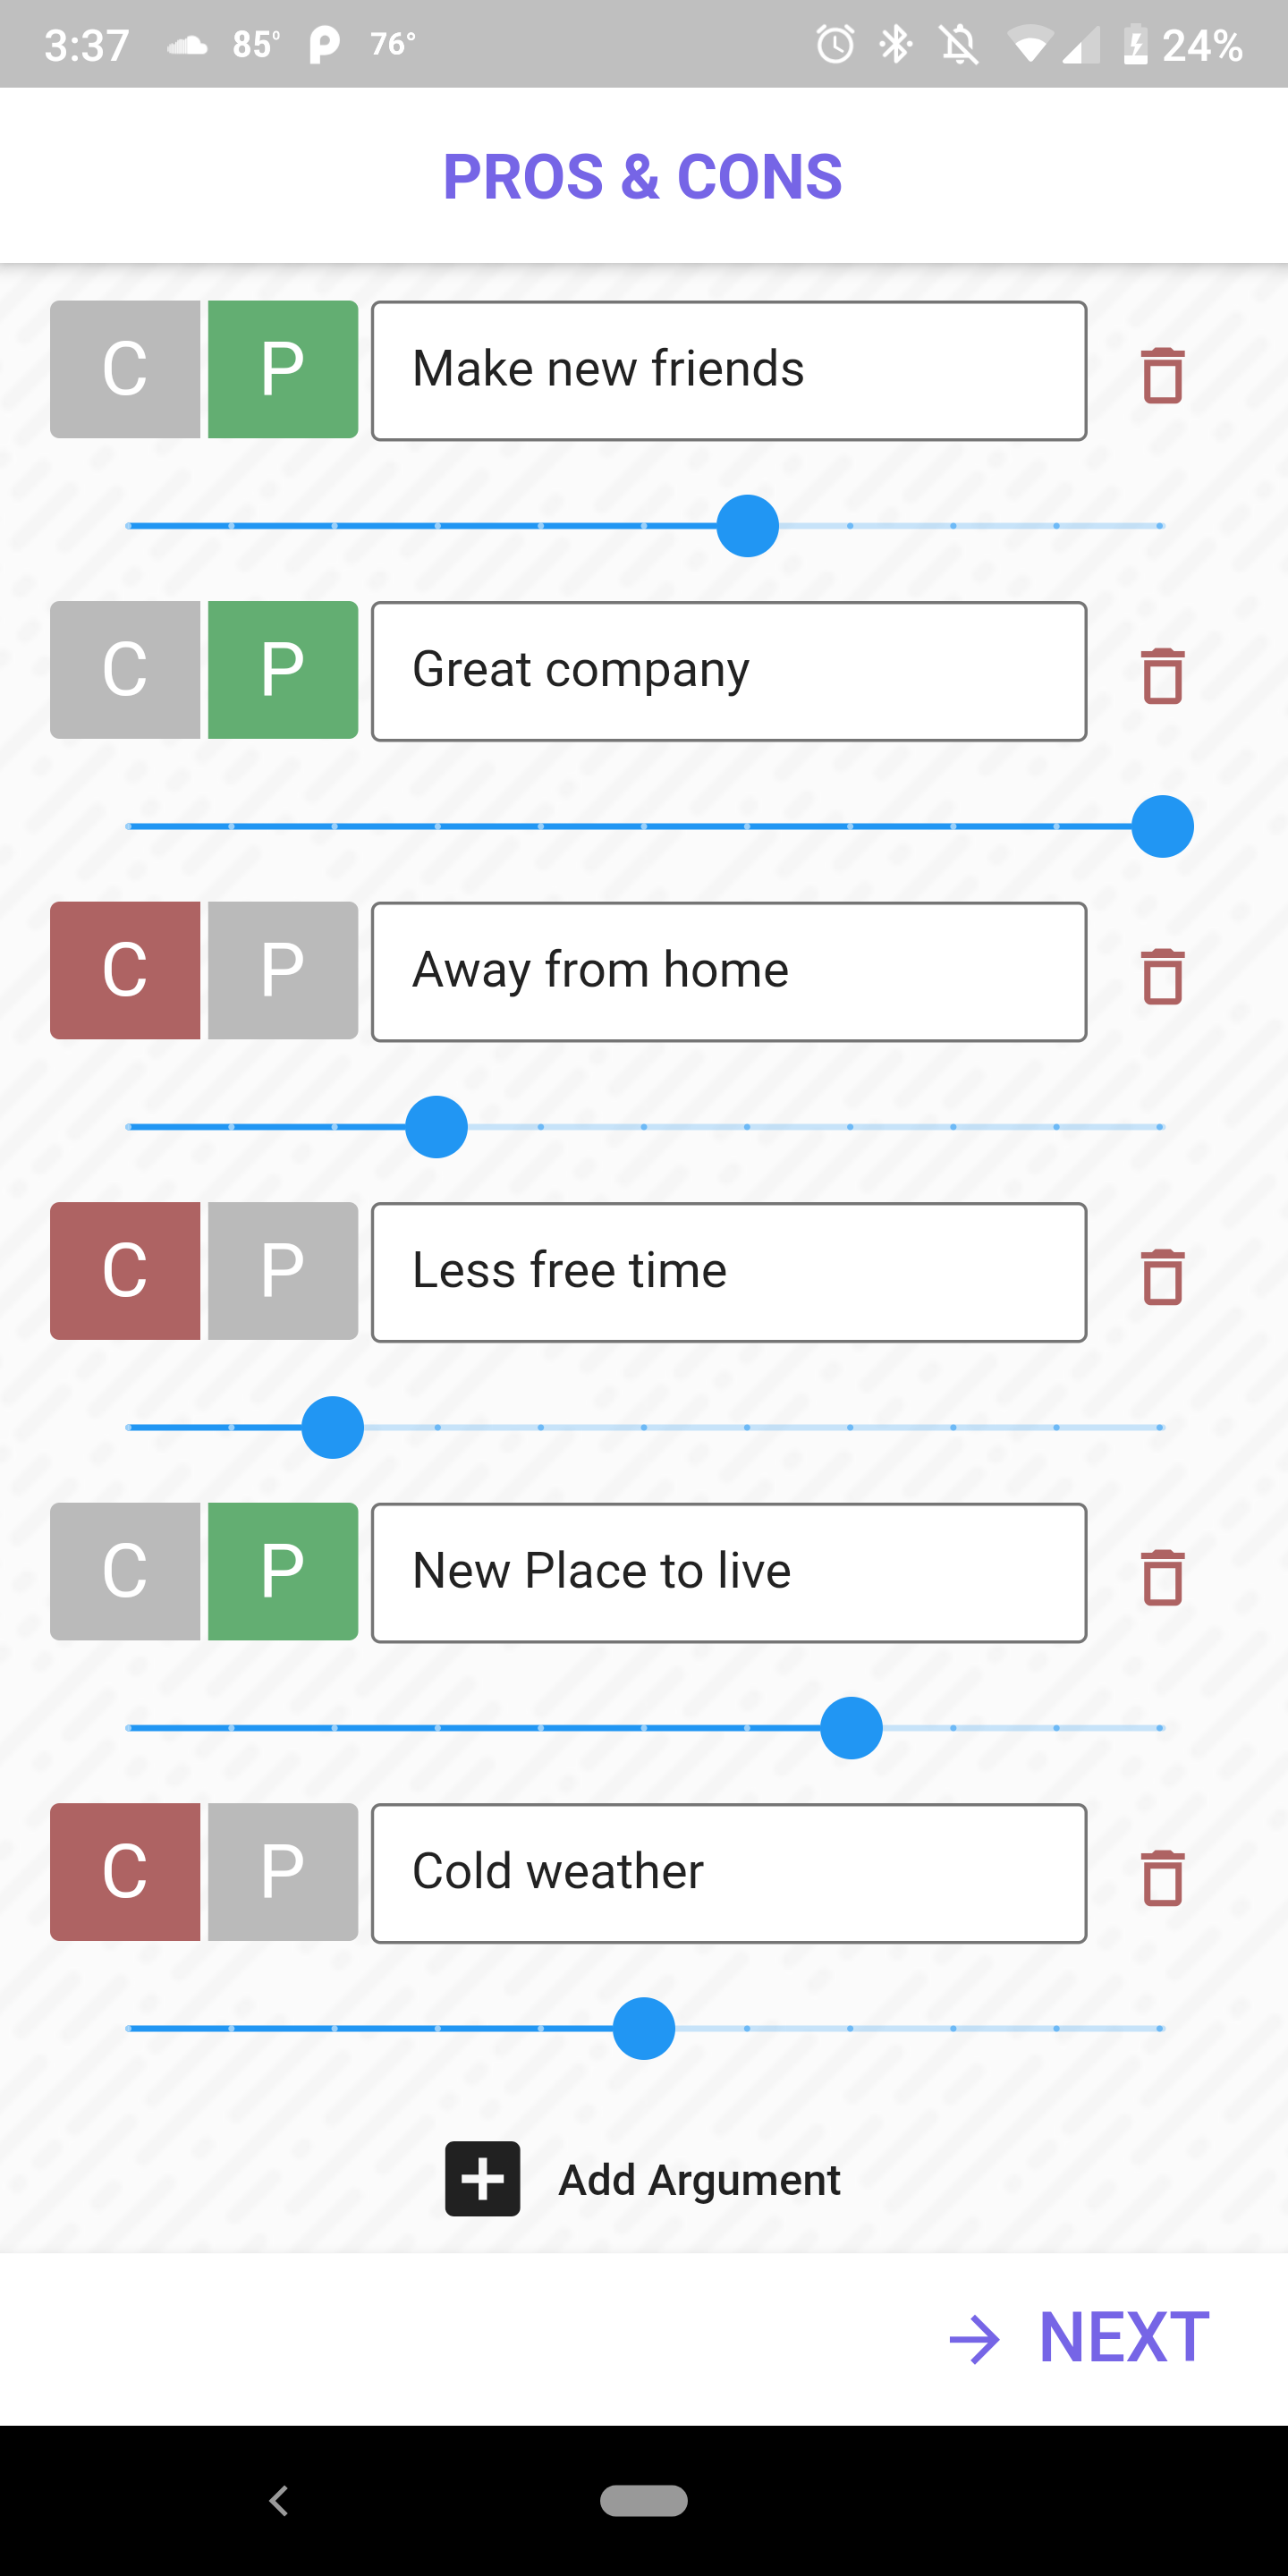 3:37 85° 76° 24%
PROS & CONS
C P Make new friends
C P Great company
C P Away from home
C P Less free time
C P New Place to live
C P Cold weather
Add Argument
NEXT